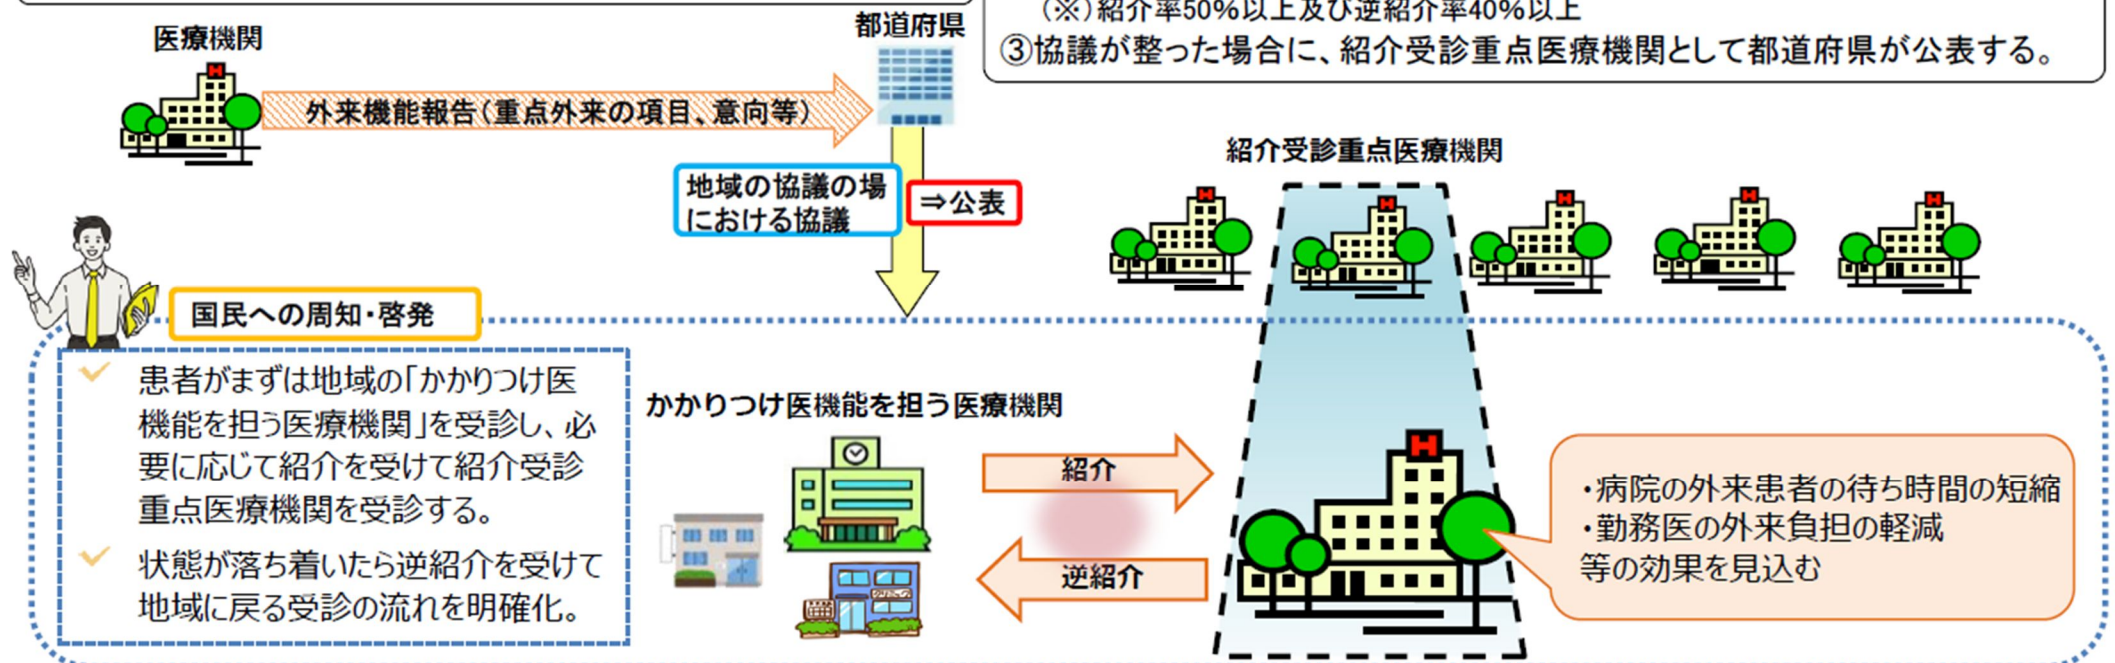 (※)紹介率50%以上及び逆紹介率40%以上
③協議が整った場合に、紹介受診重点医療機関として都道府県が公表する。
都道府県
医療機関
外来機能報告(重点外来の項目、意向等)
地域の協議の場
における協議
⇒公表
紹介受診重点医療機関
国民への周知・啓発
患者がまずは地域の「かかりつけ医
機能を担う医療機関」を受診し、必
要に応じて紹介を受けて紹介受診
重点医療機関を受診する。
状態が落ち着いたら逆紹介を受けて
地域に戻る受診の流れを明確化。
かかりつけ医機能を担う医療機関
紹介
逆紹介
・病院の外来患者の待ち時間の短縮
・勤務医の外来負担の軽減
等の効果を見込む